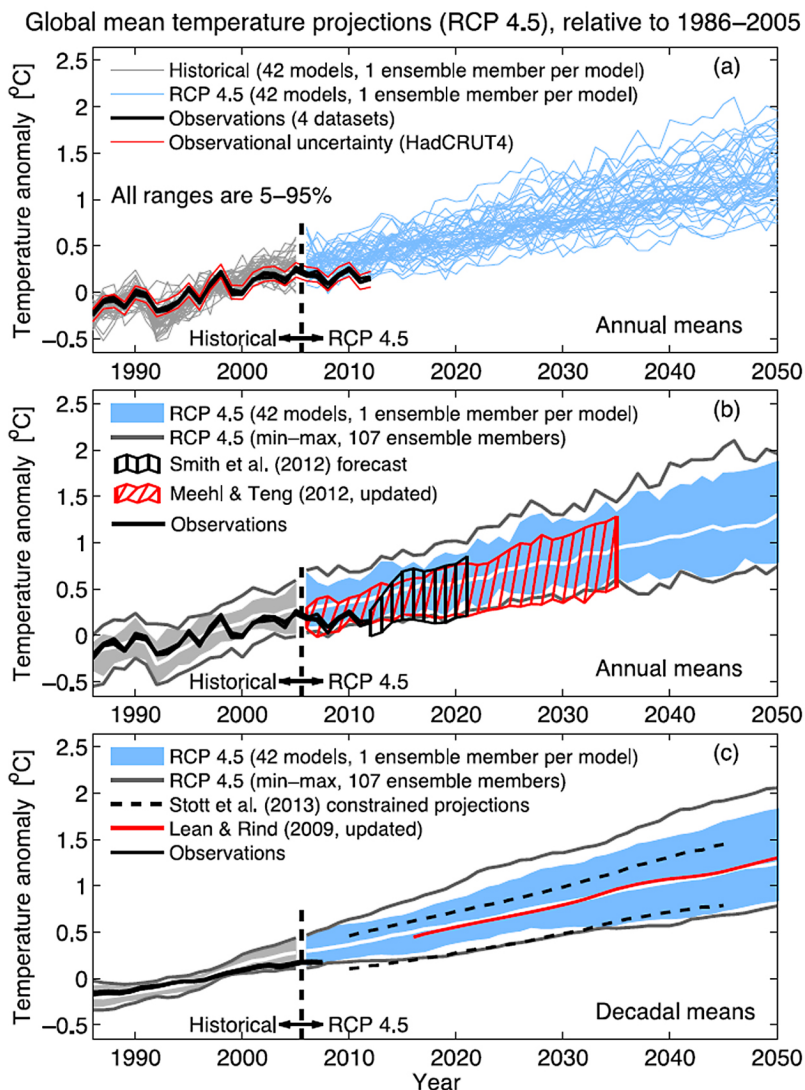 Global mean temperature projections (RCP 4.5), relative to 1986–2005
Temperature anomaly [°C]
2.5
2
1.5
1
0.5
0
−0.5
(a)
Historical (42 models, 1 ensemble member per model)
RCP 4.5 (42 models, 1 ensemble member per model)
Observations (4 datasets)
Observational uncertainty (HadCRUT4)
All ranges are 5–95%
Historical
RCP 4.5
Annual means
1990 2000 2010 2020 2030 2040 2050
Temperature anomaly [°C]
2.5
2
1.5
1
0.5
0
−0.5
(b)
RCP 4.5 (42 models, 1 ensemble member per model)
RCP 4.5 (min–max, 107 ensemble members)
Smith et al. (2012) forecast
Meehl & Teng (2012, updated)
Observations
Historical
RCP 4.5
Annual means
1990 2000 2010 2020 2030 2040 2050
Temperature anomaly [°C]
2.5
2
1.5
1
0.5
0
−0.5
(c)
RCP 4.5 (42 models, 1 ensemble member per model)
RCP 4.5 (min–max, 107 ensemble members)
Stott et al. (2013) constrained projections
Lean & Rind (2009, updated)
Observations
Historical
RCP 4.5
Decadal means
1990 2000 2010 2020 2030 2040 2050
Year